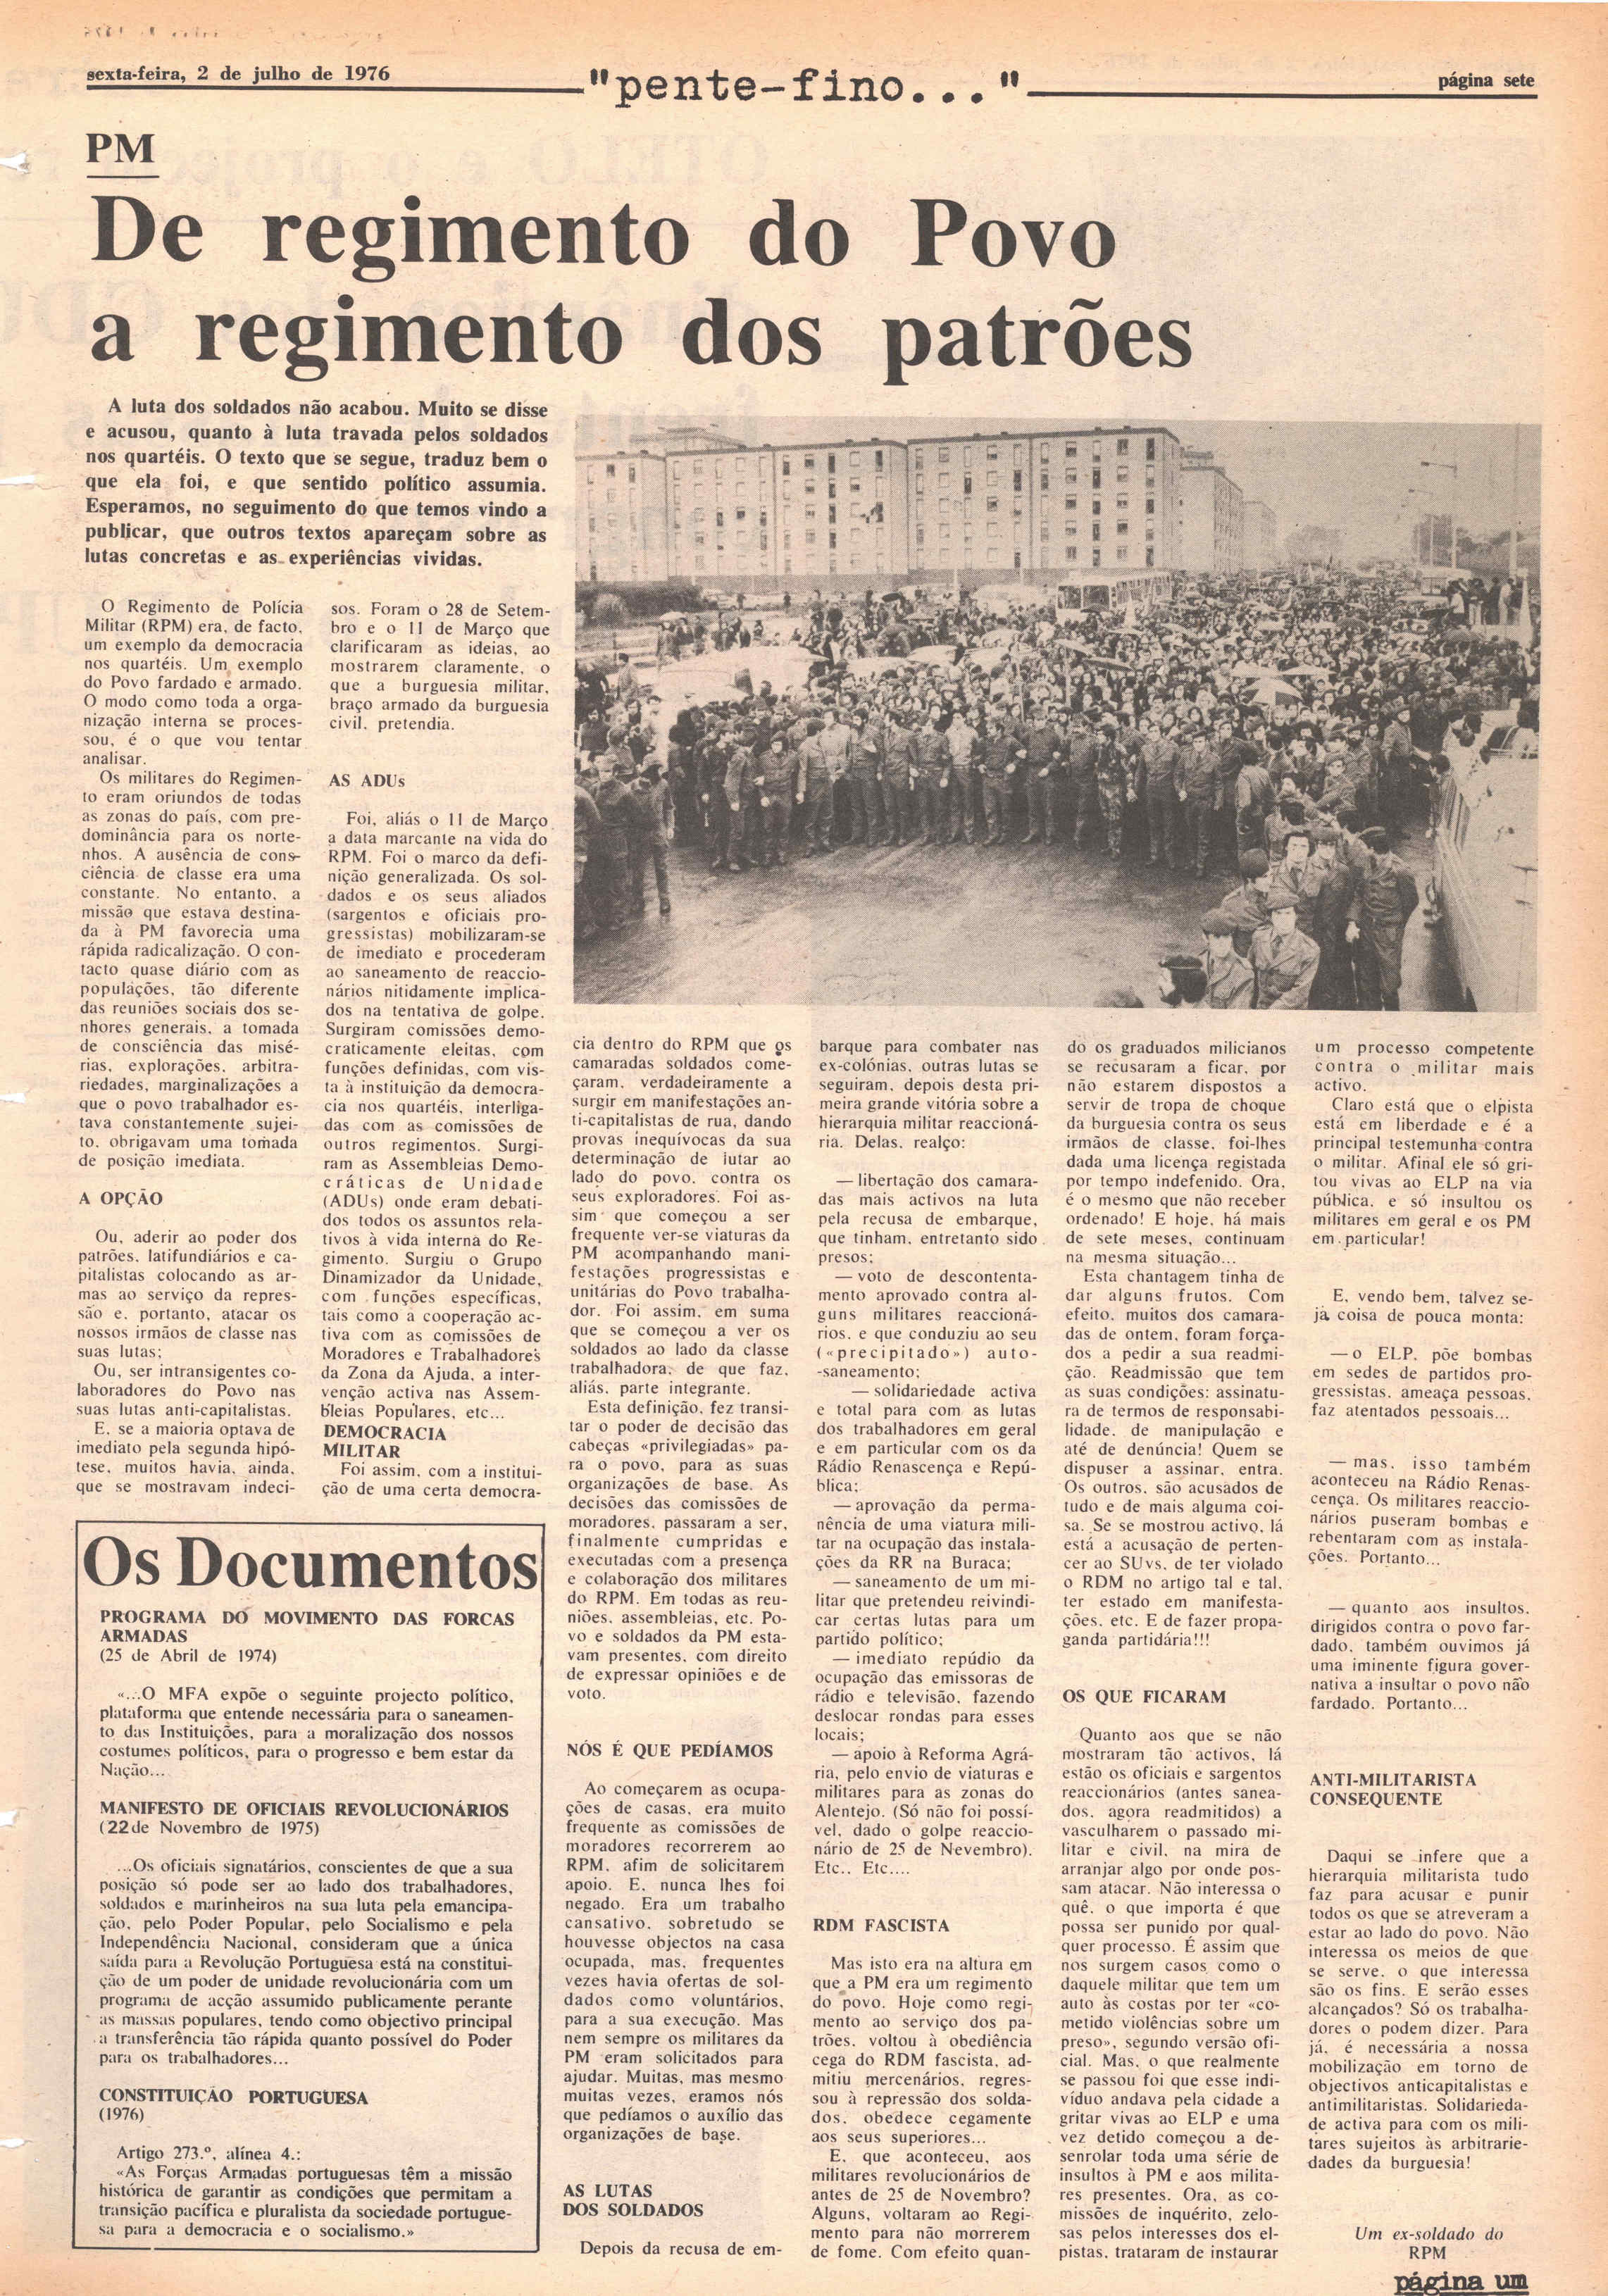 sexta-feira, 2 de julho de 1976
"pente-fino..."
página sete
PM
De regimento do Povo
a regimento dos patrões
A luta dos soldados não acabou. Muito se disse
e acusou, quanto à luta travada pelos soldados
nos quartéis. O texto que se segue, traduz bem o
que ela foi, e que sentido político assumia.
Esperamos, no seguimento do que temos vindo a
publicar, que outros textos apareçam sobre as
lutas concretas e as experiências vividas.
O Regimento de Polícia
Militar (RPM) era, de facto,
um exemplo da democracia
nos quartéis. Um exemplo
do Povo fardado e armado.
O modo como toda a orga-
nização interna se proces-
sou, é o que vou tentar
analisar.
Os militares do Regimen-
to eram oriundos de todas
as zonas do país, com pre-
dominância para os norte-
nhos. A ausência de cons-
ciência de classe era uma
constante. No entanto, a
missão que estava destina-
da à PM favorecia uma
rápida radicalização. O con-
tacto quase diário com as
populações, tão diferente
das reuniões sociais dos se-
nhores generais, a tomada
de consciência das misé-
rias, explorações, arbitra-
riedades, marginalizações a
que o povo trabalhador es-
tava constantemente sujei-
to, obrigavam uma tomada
de posição imediata.
A OPÇÃO
Ou, aderir ao poder dos
patrões, latifundiários e ca-
pitalistas colocando as ar-
mas ao serviço da repres-
são e, portanto, atacar os
nossos irmãos de classe nas
suas lutas;
Ou, ser intransigentes co-
laboradores do Povo nas
suas lutas anti-capitalistas.
E, se a maioria optava de
imediato pela segunda hipó-
tese, muitos havia, ainda,
que se mostravam indeci-
sos. Foram o 28 de Setem-
bro e o 11 de Março que
clarificaram as ideias, ao
mostrarem claramente, o
que a burguesia militar,
braço armado da burguesia
civil, pretendia.
AS ADUs
Foi, aliás o 11 de Março
a data marcante na vida do
RPM. Foi o marco da defi-
nição generalizada. Os sol-
dados e os seus aliados
(sargentos e oficiais pro-
gressistas) mobilizaram-se
de imediato e procederam
ao saneamento de reaccio-
nários nitidamente implica-
dos na tentativa de golpe.
Surgiram comissões demo-
craticamente eleitas, com
funções definidas, com vis-
ta à instituição da democra-
cia nos quartéis, interliga-
das com as comissões de
outros regimentos. Surgi-
ram as Assembleias Demo-
cráticas de Unidade
(ADUs) onde eram debati-
dos todos os assuntos rela-
tivos à vida interna do Re-
gimento. Surgiu o Grupo
Dinamizador da Unidade,
com funções específicas,
tais como a cooperação ac-
tiva com as comissões de
Moradores e Trabalhadores
da Zona da Ajuda, a inter-
venção activa nas Assem-
bleias Populares, etc...
DEMOCRACIA
MILITAR
Foi assim, com a institui-
ção de uma certa democra-
cia dentro do RPM que os
camaradas soldados come-
çaram, verdadeiramente a
surgir em manifestações an-
ti-capitalistas de rua, dando
provas inequívocas da sua
determinação de lutar ao
lado do povo, contra os
seus exploradores. Foi as-
sim que começou a ser
frequente ver-se viaturas da
PM acompanhando mani-
festações progressistas e
unitárias do Povo trabalha-
dor. Foi assim, em suma
que se começou a ver os
soldados ao lado da classe
trabalhadora, de que faz,
aliás, parte integrante.
Esta definição, fez transi-
tar o poder de decisão das
cabeças «privilegiadas» pa-
ra o povo, para as suas
organizações de base. As
decisões das comissões de
moradores, passaram a ser,
finalmente cumpridas e
executadas com a presença
e colaboração dos militares
do RPM. Em todas as reu-
niões, assembleias, etc. Po-
vo e soldados da PM esta-
vam presentes, com direito
de expressar opiniões e de
voto.
NÓS É QUE PEDÍAMOS
Ao começarem as ocupa-
ções de casas, era muito
frequente as comissões de
moradores recorrerem ao
RPM, afim de solicitarem
apoio. E, nunca lhes foi
negado. Era um trabalho
cansativo, sobretudo se
houvesse objectos na casa
ocupada, mas, frequentes
vezes havia ofertas de sol-
dados como voluntários,
para a sua execução. Mas
nem sempre os militares da
PM eram solicitados para
ajudar. Muitas, mas mesmo
muitas vezes, eramos nós
que pedíamos o auxílio das
organizações de base.
AS LUTAS
DOS SOLDADOS
Depois da recusa de em-
barque para combater nas
ex-colónias, outras lutas se
seguiram, depois desta pri-
meira grande vitória sobre a
hierarquia militar reaccioná-
ria. Delas, realço:
— libertação dos camara-
das mais activos na luta
pela recusa de embarque,
que tinham, entretanto sido
presos;
— voto de descontenta-
mento aprovado contra al-
guns militares reaccioná-
rios, e que conduziu ao seu
(«precipitado») auto-
-saneamento;
— solidariedade activa
e total para com as lutas
dos trabalhadores em geral
e em particular com os da
Rádio Renascença e Repú-
blica;
— aprovação da perma-
nência de uma viatura mili-
tar na ocupação das instala-
ções da RR na Buraca;
— saneamento de um mi-
litar que pretendeu reivindi-
car certas lutas para um
partido político;
— imediato repúdio da
ocupação das emissoras de
rádio e televisão, fazendo
deslocar rondas para esses
locais;
— apoio à Reforma Agrá-
ria, pelo envio de viaturas e
militares para as zonas do
Alentejo. (Só não foi possí-
vel, dado o golpe reaccio-
nário de 25 de Nevembro).
Etc., Etc....
RDM FASCISTA
Mas isto era na altura em
que a PM era um regimento
do povo. Hoje como regi-
mento ao serviço dos pa-
trões, voltou à obediência
cega do RDM fascista, ad-
mitiu mercenários, regres-
sou à repressão dos solda-
dos, obedece cegamente
aos seus superiores...
E, que aconteceu, aos
militares revolucionários de
antes de 25 de Novembro?
Alguns, voltaram ao Regi-
mento para não morrerem
de fome. Com efeito quan-
do os graduados milicianos
se recusaram a ficar, por
não estarem dispostos a
servir de tropa de choque
da burguesia contra os seus
irmãos de classe, foi-lhes
dada uma licença registada
por tempo indefenido. Ora,
é o mesmo que não receber
ordenado! E hoje, há mais
de sete meses, continuam
na mesma situação...
Esta chantagem tinha de
dar alguns frutos. Com
efeito, muitos dos camara-
das de ontem, foram força-
dos a pedir a sua readmi-
ção. Readmissão que tem
as suas condições: assinatu-
ra de termos de responsabi-
lidade, de manipulação e
até de denúncia! Quem se
dispuser a assinar, entra.
Os outros, são acusados de
tudo e de mais alguma coi-
sa. Se se mostrou activo, lá
está a acusação de perten-
cer ao SUvs, de ter violado
o RDM no artigo tal e tal,
ter estado em manifesta-
ções, etc. E de fazer propa-
ganda partidária!!!
OS QUE FICARAM
Quanto aos que se não
mostraram tão activos, lá
estão os oficiais e sargentos
reaccionários (antes sanea-
dos, agora readmitidos) a
vasculharem o passado mi-
litar e civil, na mira de
arranjar algo por onde pos-
sam atacar. Não interessa o
quê, o que importa é que
possa ser punido por qual-
quer processo. É assim que
nos surgem casos como o
daquele militar que tem um
auto às costas por ter «co-
metido violências sobre um
preso», segundo versão ofi-
cial. Mas, o que realmente
se passou foi que esse indi-
víduo andava pela cidade a
gritar vivas ao ELP e uma
vez detido começou a de-
senrolar toda uma série de
insultos à PM e aos milita-
res presentes. Ora, as co-
missões de inquérito, zelo-
sas pelos interesses dos el-
pistas, trataram de instaurar
um processo competente
contra o militar mais
activo.
Claro está que o elpista
está em liberdade e é a
principal testemunha contra
o militar. Afinal ele só gri-
tou vivas ao ELP na via
pública, e só insultou os
militares em geral e os PM
em particular!
E, vendo bem, talvez se-
ja coisa de pouca monta:
— o ELP, põe bombas
em sedes de partidos pro-
gressistas, ameaça pessoas,
faz atentados pessoais...
— mas, isso também
aconteceu na Rádio Renas-
cença. Os militares reaccio-
nários puseram bombas e
rebentaram com as instala-
ções. Portanto...
— quanto aos insultos,
dirigidos contra o povo far-
dado, também ouvimos já
uma iminente figura gover-
nativa a insultar o povo não
fardado. Portanto...
ANTI-MILITARISTA
CONSEQUENTE
Daqui se infere que a
hierarquia militarista tudo
faz para acusar e punir
todos os que se atreveram a
estar ao lado do povo. Não
interessa os meios de que
se serve, o que interessa
são os fins. E serão esses
alcançados? Só os trabalha-
dores o podem dizer. Para
já, é necessária a nossa
mobilização em torno de
objectivos anticapitalistas e
antimilitaristas. Solidarieda-
de activa para com os mili-
tares sujeitos às arbitrarie-
dades da burguesia!
Um ex-soldado do
RPM
Os Documentos
PROGRAMA DO MOVIMENTO DAS FORCAS
ARMADAS
(25 de Abril de 1974)
«...O MFA expõe o seguinte projecto político,
plataforma que entende necessária para o saneamen-
to das Instituições, para a moralização dos nossos
costumes políticos, para o progresso e bem estar da
Nação...
MANIFESTO DE OFICIAIS REVOLUCIONÁRIOS
(22 de Novembro de 1975)
...Os oficiais signatários, conscientes de que a sua
posição só pode ser ao lado dos trabalhadores,
soldados e marinheiros na sua luta pela emancipa-
ção, pelo Poder Popular, pelo Socialismo e pela
Independência Nacional, consideram que a única
saída para a Revolução Portuguesa está na constitui-
ção de um poder de unidade revolucionária com um
programa de acção assumido publicamente perante
as massas populares, tendo como objectivo principal
a transferência tão rápida quanto possível do Poder
para os trabalhadores...
CONSTITUIÇÃO PORTUGUESA
(1976)
Artigo 273.º, alínea 4.:
«As Forças Armadas portuguesas têm a missão
histórica de garantir as condições que permitam a
transição pacífica e pluralista da sociedade portugue-
sa para a democracia e o socialismo.»
página um